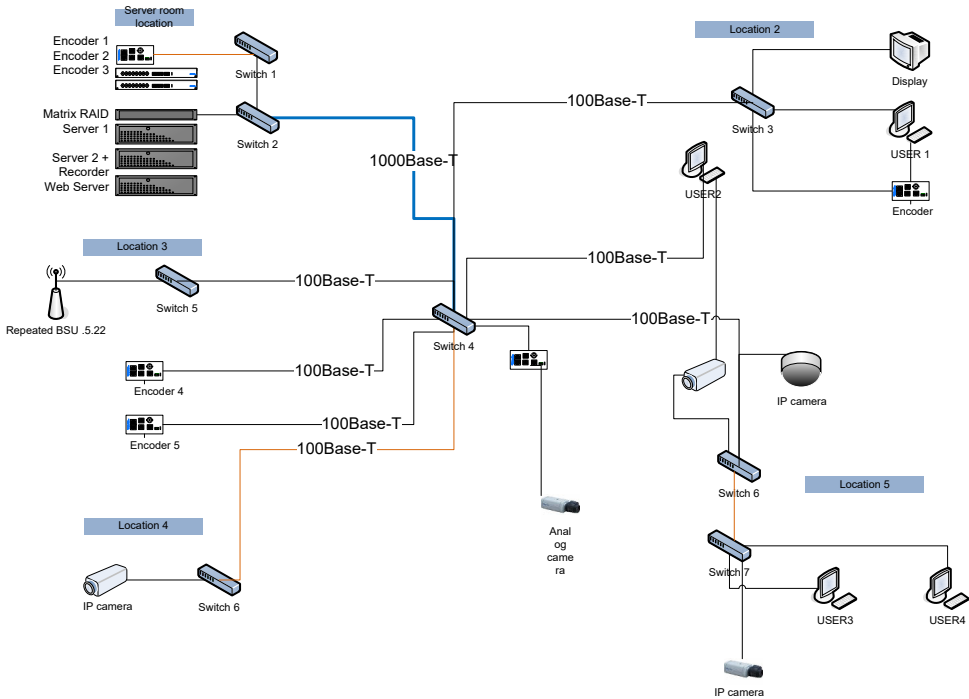 Server room
location
Encoder 1
Encoder 2
Encoder 3
Switch 1
Matrix RAID
Server 1
Server 2 +
Recorder
Web Server
Switch 2
1000Base-T
100Base-T
Location 2
Display
Switch 3
USER 1
Encoder
USER2
Location 3
Switch 5
Repeated BSU .5.22
100Base-T
100Base-T
Switch 4
100Base-T
Encoder 4
100Base-T
Encoder 5
100Base-T
100Base-T
IP camera
Anal
og
came
ra
Location 4
IP camera
Switch 6
Switch 6
Location 5
Switch 7
USER3
USER4
IP camera